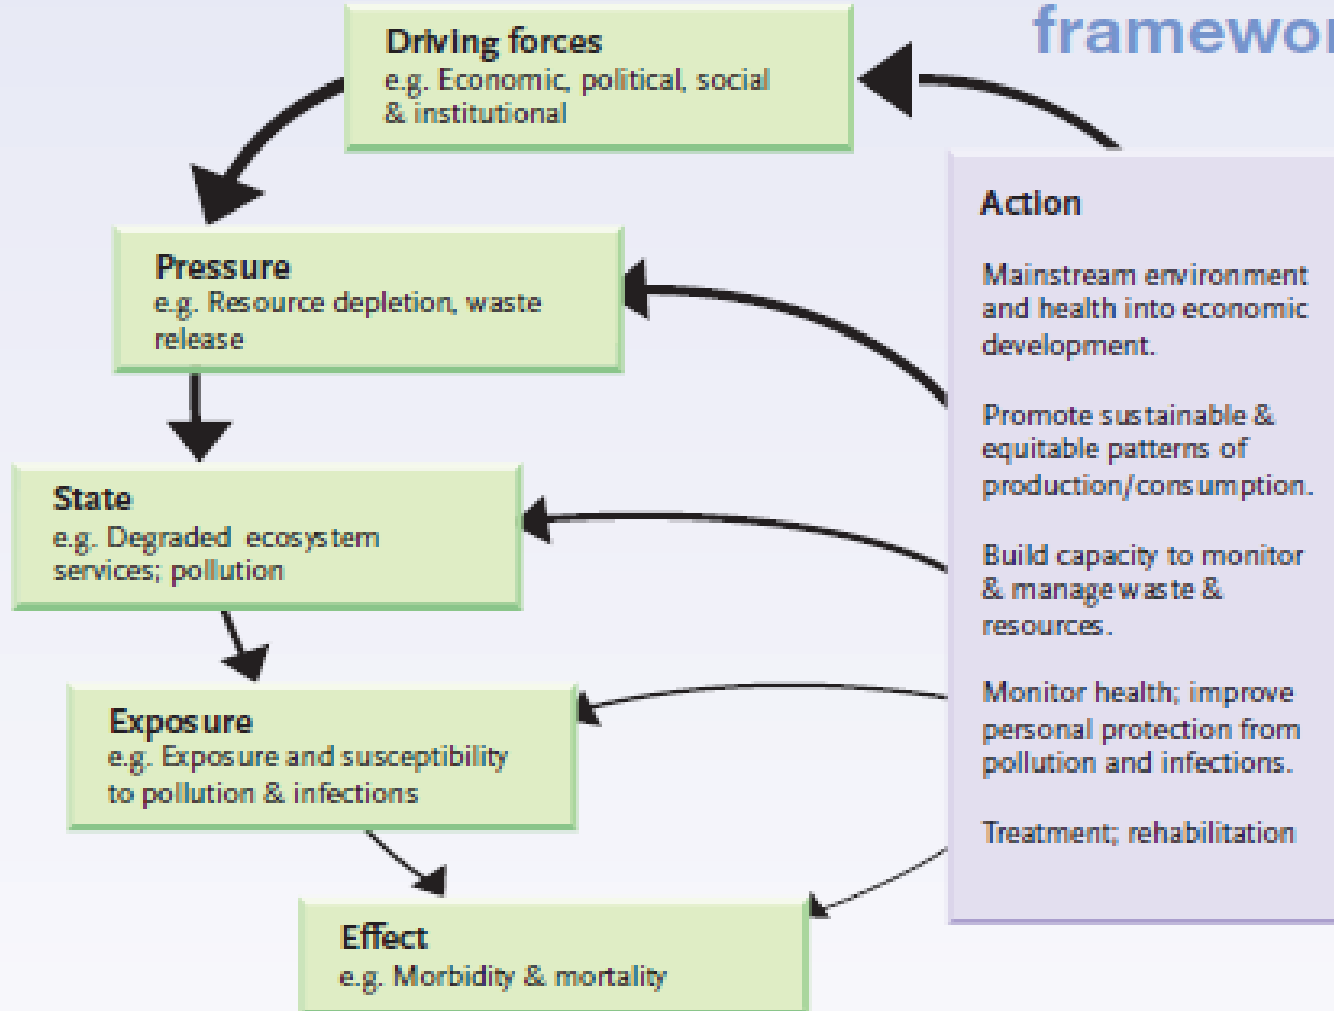 framewor
Driving forces
e.g. Economic, political, social
& institutional
Pressure
e.g. Resource depletion, waste
release
State
e.g. Degraded ecosystem
services; pollution
Exposure
e.g. Exposure and susceptibility
to pollution & infections
Effect
e.g. Morbidity & mortality
Action
Mainstream environment
and health into economic
development.
Promote sustainable &
equitable patterns of
production/consumption.
Build capacity to monitor
& manage waste &
resources.
Monitor health; improve
personal protection from
pollution and infections.
Treatment; rehabilitation